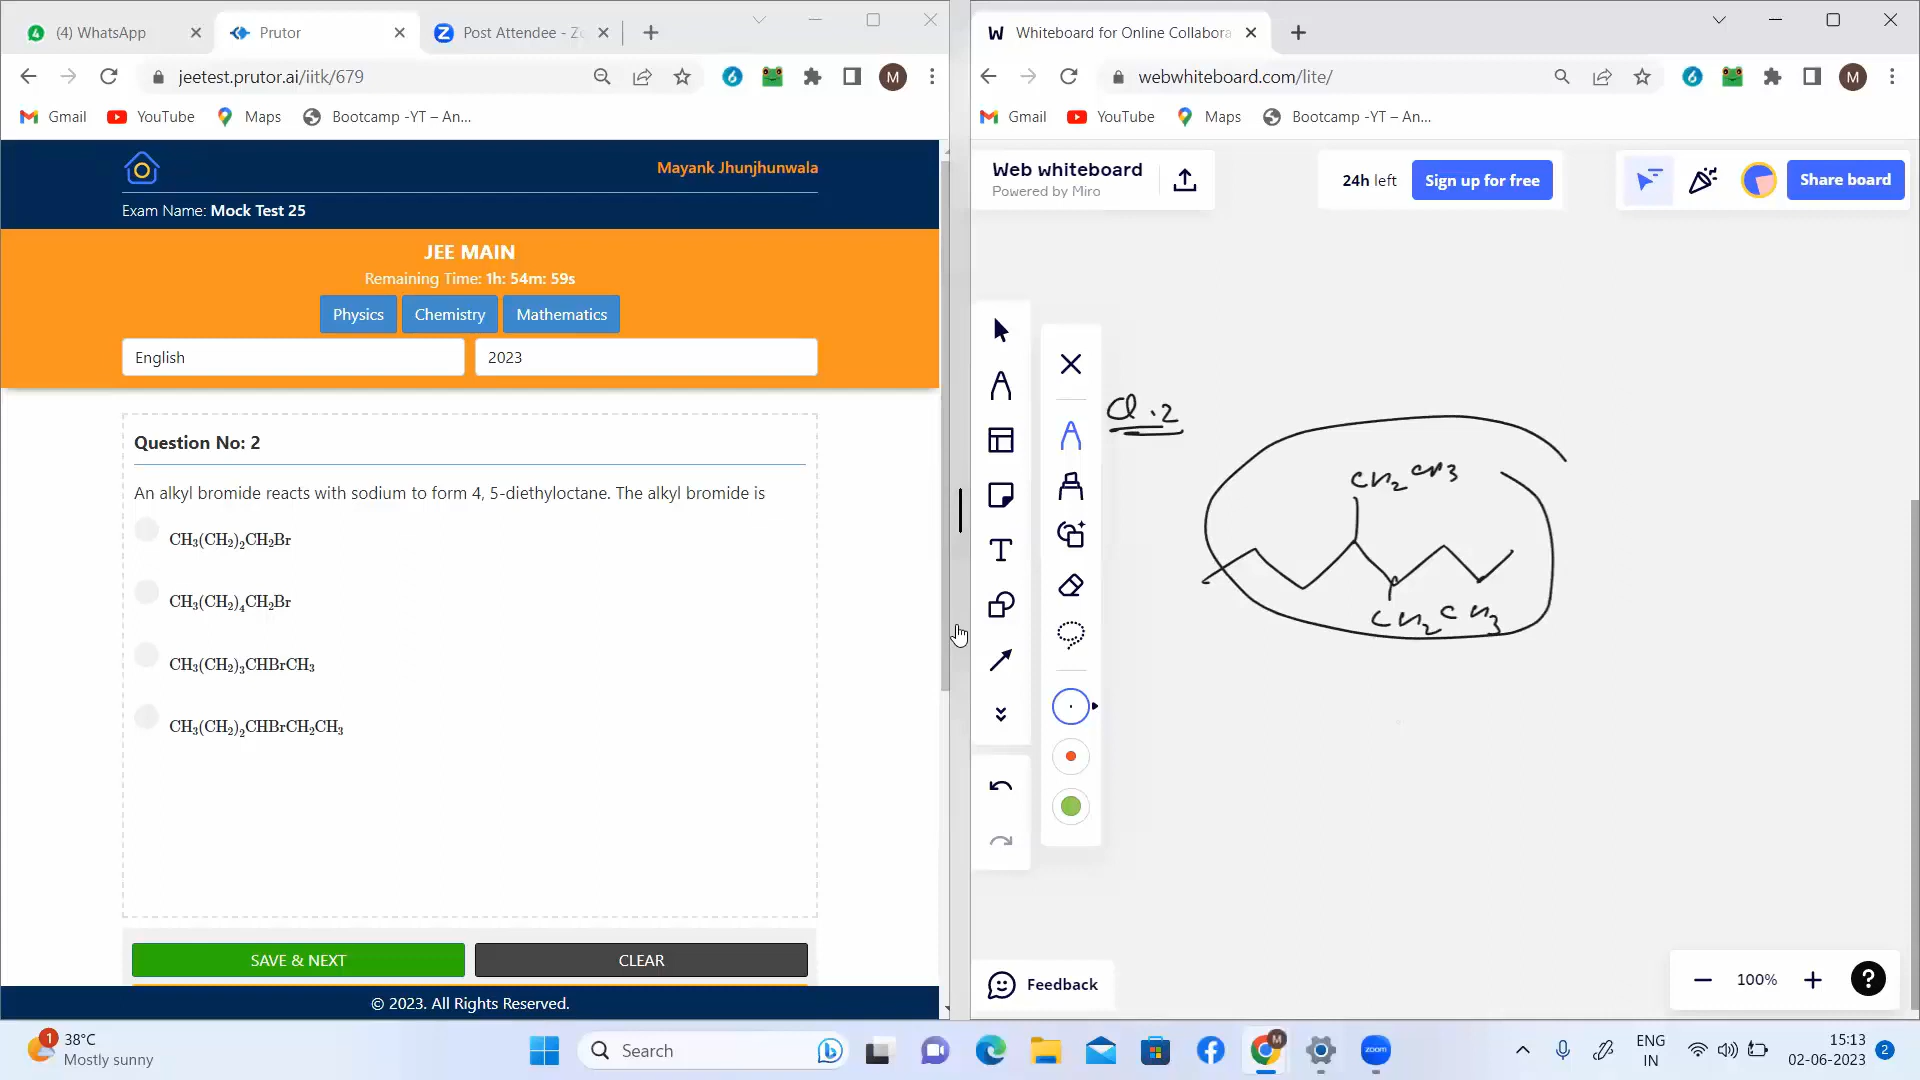 (4) WhatsApp
Prutor
Post Attendee - Zo
jeetest.prutor.ai/iitk/679
M
Gmail
YouTube
Maps
Bootcamp -YT – An...
Mayank Jhunjhunwala
Exam Name: Mock Test 25
JEE MAIN
Remaining Time: 1h: 54m: 59s
Physics
Chemistry
Mathematics
English
2023
Question No: 2
An alkyl bromide reacts with sodium to form 4, 5-diethyloctane. The alkyl bromide is
CH₃(CH₂)₂CH₂Br
CH₃(CH₂)₄CH₂Br
CH₃(CH₂)₃CHBrCH₃
CH₃(CH₂)₂CHBrCH₂CH₃
SAVE & NEXT
CLEAR
© 2023. All Rights Reserved.
W Whiteboard for Online Collabora
webwhiteboard.com/lite/
M
Gmail
YouTube
Maps
Bootcamp -YT – An...
Web whiteboard
Powered by Miro
24h left
Sign up for free
Share board
Q.2
CH₂CH₃
CH₂CH₃
Feedback
100%
?
1
38°C
Mostly sunny
Search
zoom
ENG
IN
15:13
02-06-2023
2